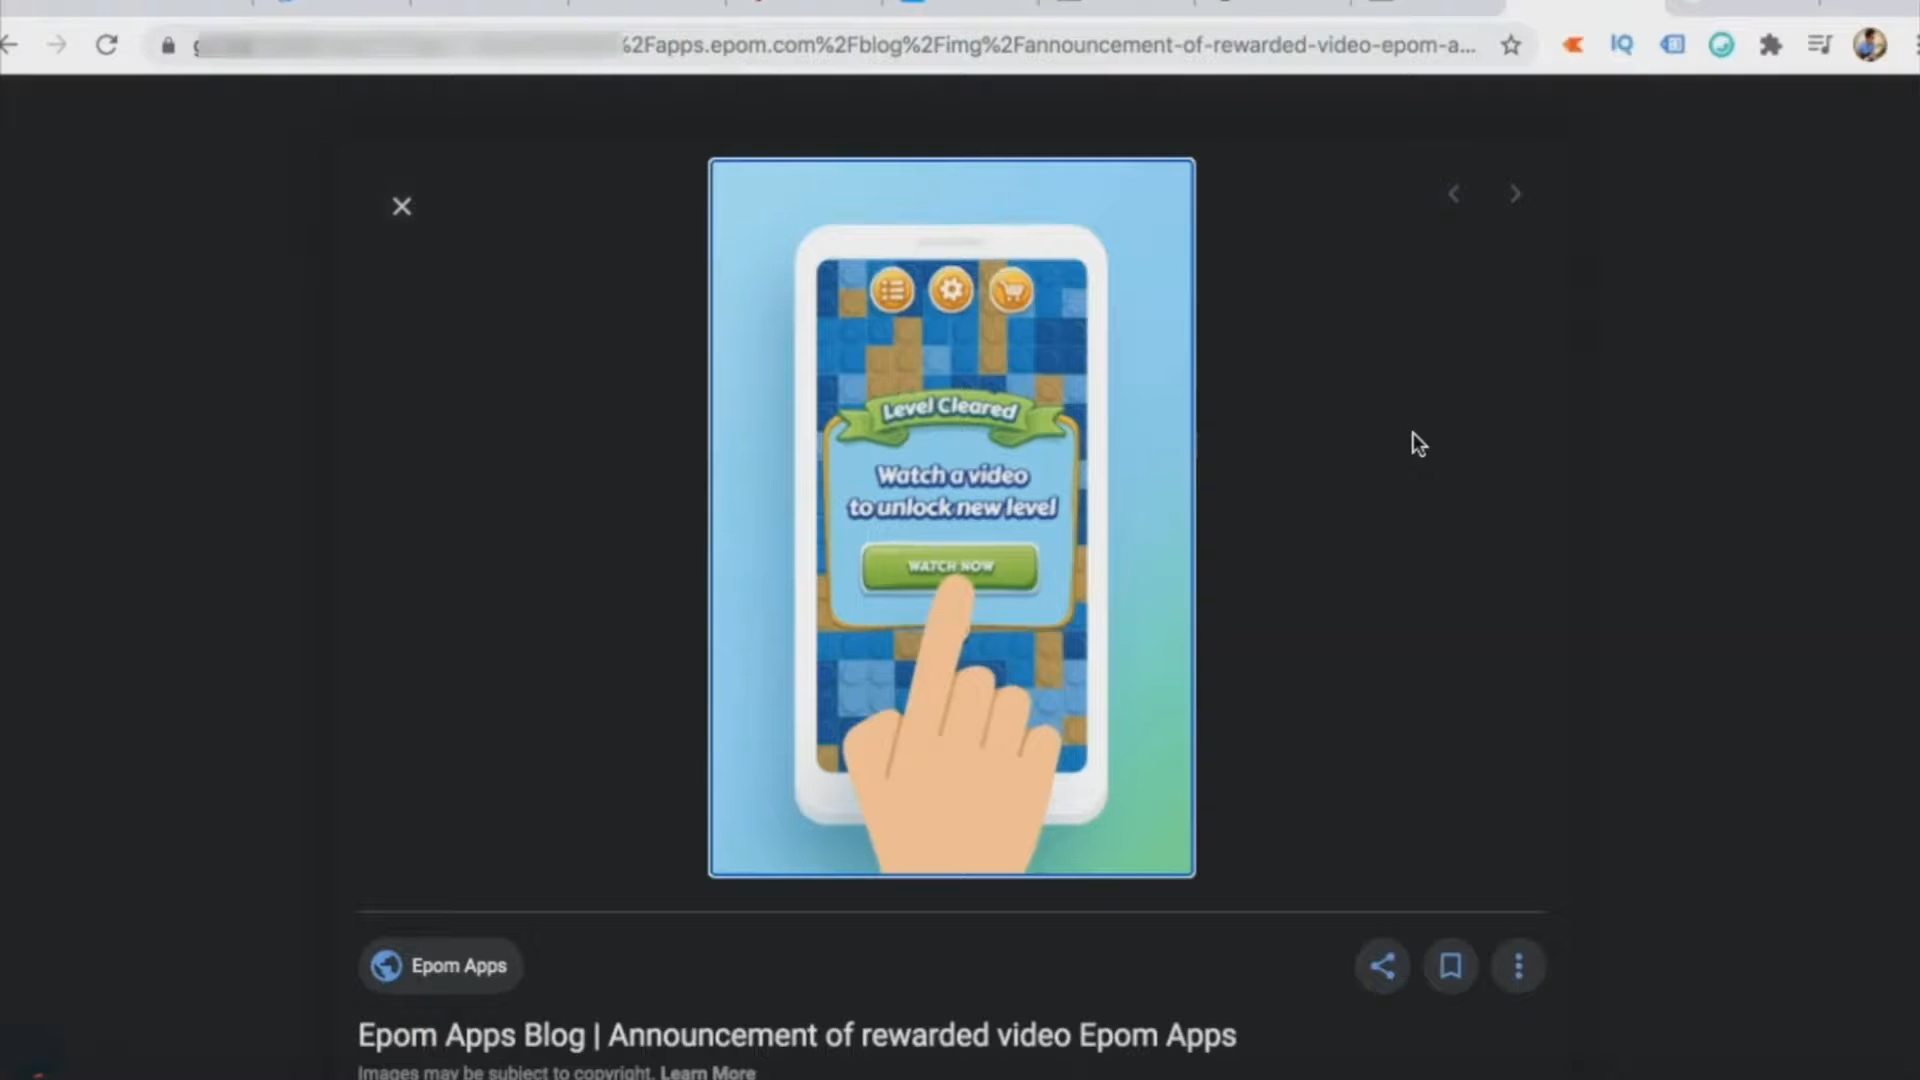 %2Fapps.epom.com%2Fblog%2Fimg%2Fannouncement-of-rewarded-video-epom-a...
IQ
Level Cleared
Watch a video
to unlock new level
WATCH NOW
Epom Apps
Epom Apps Blog | Announcement of rewarded video Epom Apps
Images may be subject to copyright. Learn More